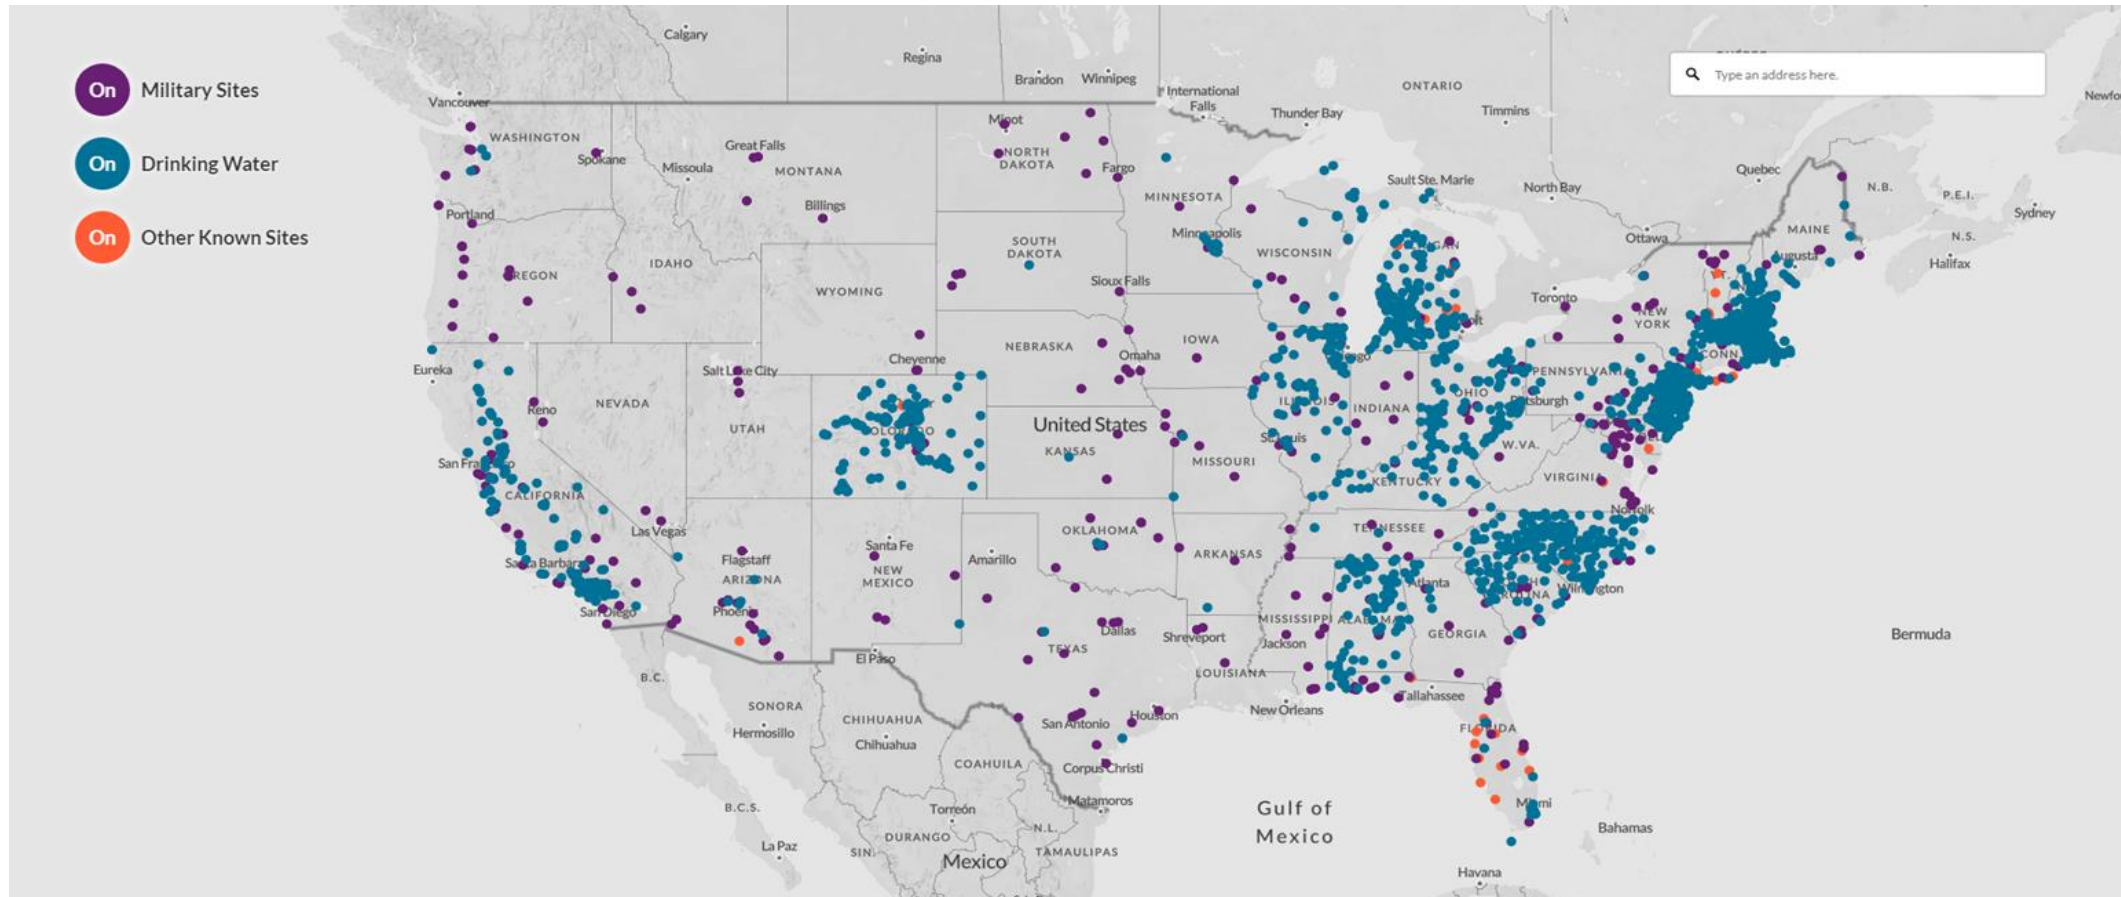 On Military Sites
On Drinking Water
On Other Known Sites
Type an address here.
Calgary
Regina
Brandon
Winnipeg
International
Falls
Thunder Bay
ONTARIO
Timmins
Newfo
Vancouver
WASHINGTON
Spokane
Missoula
Great Falls
MONTANA
Billings
Minot
NORTH
DAKOTA
Fargo
MINNESOTA
Sault Ste. Marie
North Bay
Quebec
N.B.
P.E.I.
Sydney
Portland
OREGON
IDAHO
WYOMING
SOUTH
DAKOTA
Sioux Falls
Minneapolis
WISCONSIN
Ottawa
MAINE
Augusta
N.S.
Halifax
Toronto
NEW
YORK
VT.
CONN.
Eureka
Reno
NEVADA
Salt Lake City
UTAH
Cheyenne
NEBRASKA
Omaha
IOWA
ILLINOIS
INDIANA
OHIO
PENNSYLVANIA
Pittsburgh
COLORADO
United States
KANSAS
St. Louis
MISSOURI
KENTUCKY
W.VA.
VIRGINIA
Norfolk
San Francisco
CALIFORNIA
Las Vegas
Santa Barbara
San Diego
Flagstaff
ARIZONA
Phoenix
Santa Fe
NEW
MEXICO
Amarillo
OKLAHOMA
ARKANSAS
TENNESSEE
Atlanta
Wilmington
Dallas
TEXAS
Shreveport
MISSISSIPPI
ALABAMA
Jackson
GEORGIA
LOUISIANA
El Paso
San Antonio
Houston
New Orleans
Tallahassee
FLORIDA
Bermuda
B.C.
SONORA
Hermosillo
CHIHUAHUA
Chihuahua
COAHUILA
Corpus Christi
Matamoros
Gulf of
Mexico
Miami
Bahamas
B.C.S.
Torreón
DURANGO
N.L.
La Paz
SIN.
Mexico
TAMAULIPAS
Havana